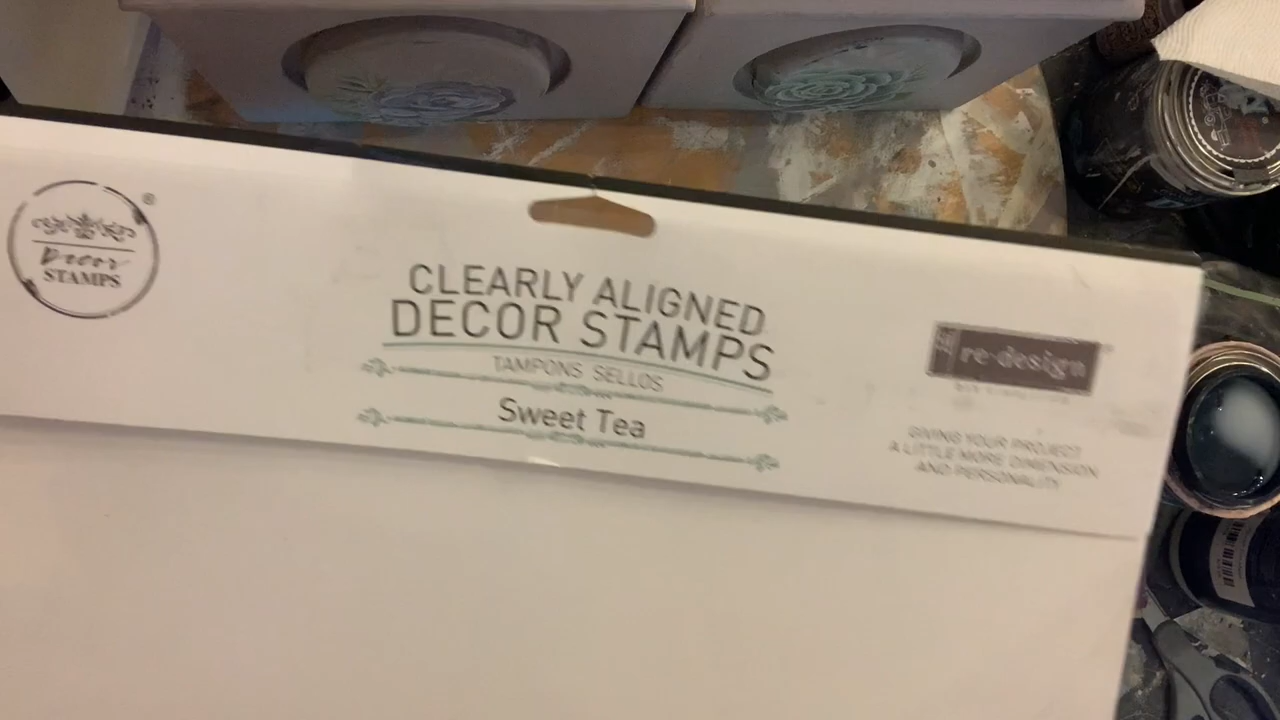 Decor
STAMPS
®
CLEARLY ALIGNED
DECOR STAMPS
TAMPONS SELLOS
Sweet Tea
re·design
GIVING YOUR PROJECT
A LITTLE MORE DIMENSION
AND PERSONALITY